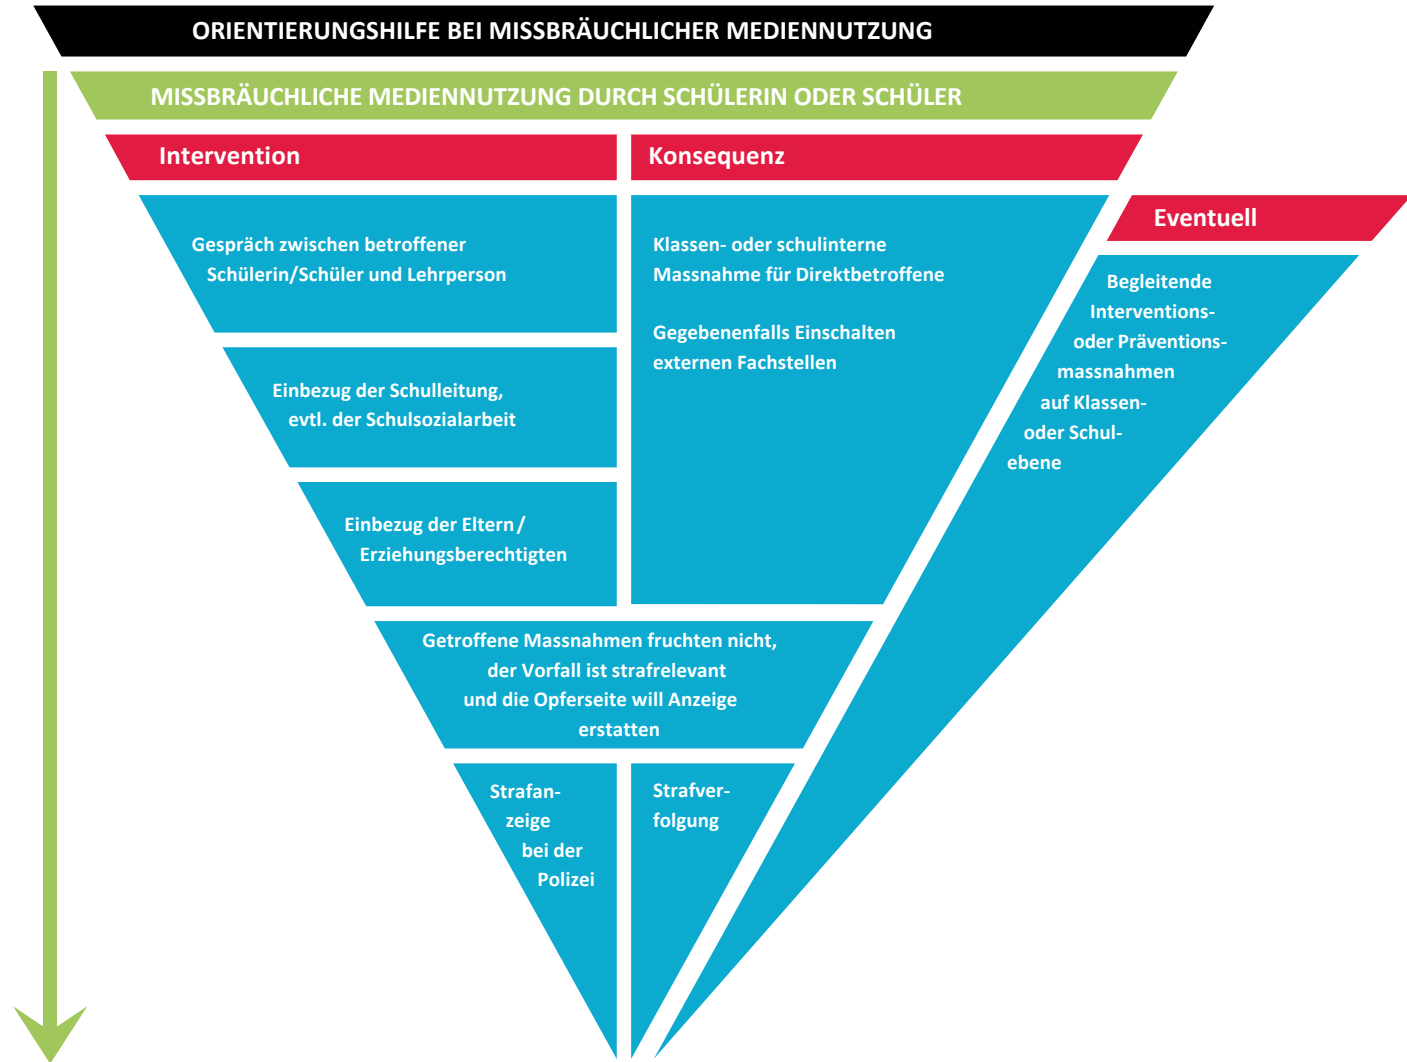 ORIENTIERUNGSHILFE BEI MISSBRÄUCHLICHER MEDIENNUTZUNG
MISSBRÄUCHLICHE MEDIENNUTZUNG DURCH SCHÜLERIN ODER SCHÜLER
Intervention
Konsequenz
Eventuell
Gespräch zwischen betroffener
Schülerin/Schüler und Lehrperson
Einbezug der Schulleitung,
evtl. der Schulsozialarbeit
Einbezug der Eltern/
Erziehungsberechtigten
Klassen- oder schulinterne
Massnahme für Direktbetroffene
Gegebenenfalls Einschalten
externen Fachstellen
Begleitende
Interventions-
oder Präventions-
massnahmen
auf Klassen-
oder Schul-
ebene
Getroffene Massnahmen fruchten nicht,
der Vorfall ist strafrelevant
und die Opferseite will Anzeige
erstatten
Strafan-
zeige
bei der
Polizei
Strafver-
folgung